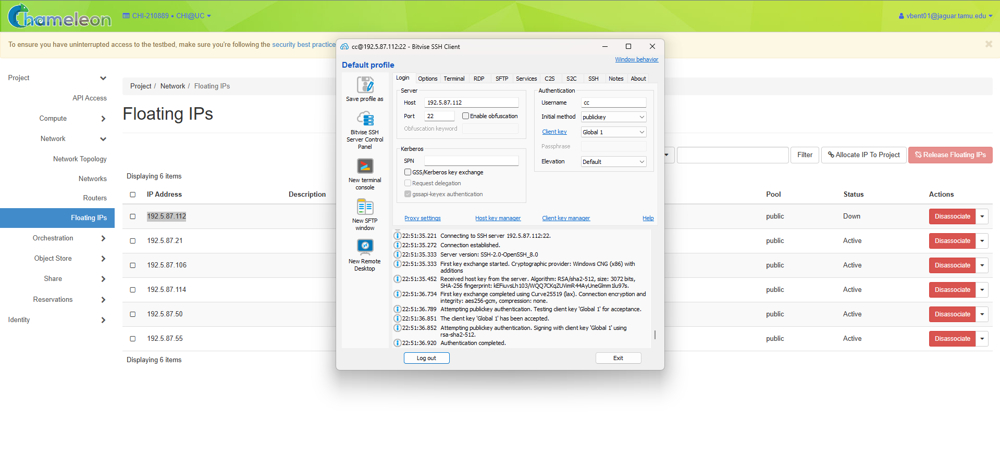 Chameleon
CHI-210889 • CHI@UC
vbent01@jaguar.tamu.edu
To ensure you have uninterrupted access to the testbed, make sure you're following the security best practice
Project
API Access
Compute
Network
Network Topology
Networks
Routers
Floating IPs
Orchestration
Object Store
Share
Reservations
Identity
Project / Network / Floating IPs
Floating IPs
Filter
Allocate IP To Project
Release Floating IPs
Displaying 6 items
IP Address Description Pool Status Actions
192.5.87.112 public Down Disassociate
192.5.87.21 public Active Disassociate
192.5.87.106 public Active Disassociate
192.5.87.114 public Active Disassociate
192.5.87.50 public Active Disassociate
192.5.87.55 public Active Disassociate
Displaying 6 items
cc@192.5.87.112:22 - Bitvise SSH Client
Window behavior
Default profile
Save profile as
Bitvise SSH
Server Control
Panel
New terminal
console
New SFTP
window
New Remote
Desktop
Login Options Terminal RDP SFTP Services C2S S2C SSH Notes About
Server
Host 192.5.87.112
Port 22 Enable obfuscation
Obfuscation keyword
Kerberos
SPN
GSS/Kerberos key exchange
Request delegation
gssapi-keyex authentication
Authentication
Username cc
Initial method publickey
Client key Global 1
Passphrase
Elevation Default
Proxy settings Host key manager Client key manager Help
22:51:35.221 Connecting to SSH server 192.5.87.112:22.
22:51:35.272 Connection established.
22:51:35.333 Server version: SSH-2.0-OpenSSH_8.0
22:51:35.333 First key exchange started. Cryptographic provider: Windows CNG (x86) with
additions
22:51:35.452 Received host key from the server. Algorithm: RSA/sha2-512, size: 3072 bits,
SHA-256 fingerprint: kEFiuvsLh103/WQQ7CKqZUVimR44AyUneGlmm1lu97s.
22:51:36.734 First key exchange completed using Curve25519 (lax). Connection encryption and
integrity: aes256-gcm, compression: none.
22:51:36.789 Attempting publickey authentication. Testing client key 'Global 1' for acceptance.
22:51:36.851 The client key 'Global 1' has been accepted.
22:51:36.852 Attempting publickey authentication. Signing with client key 'Global 1' using
rsa-sha2-512.
22:51:36.920 Authentication completed.
Log out Exit